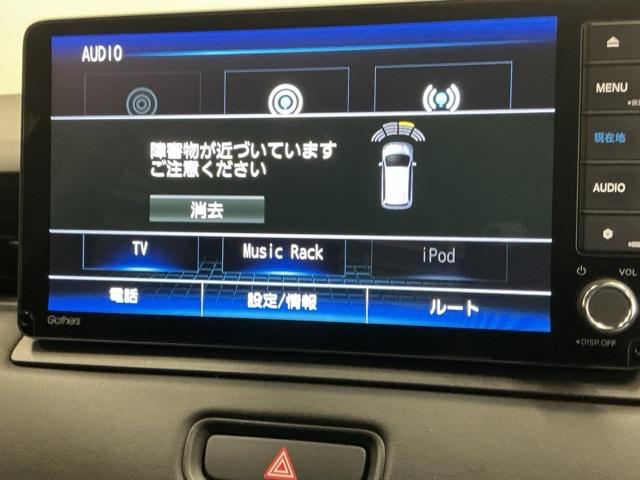 AUDIO
障害物が近づいています
ご注意ください
消去
TV
Music Rack
iPod
電話
設定/情報
ルート
Gathers
MENU
現在地
AUDIO
VOL
DISP.OFF